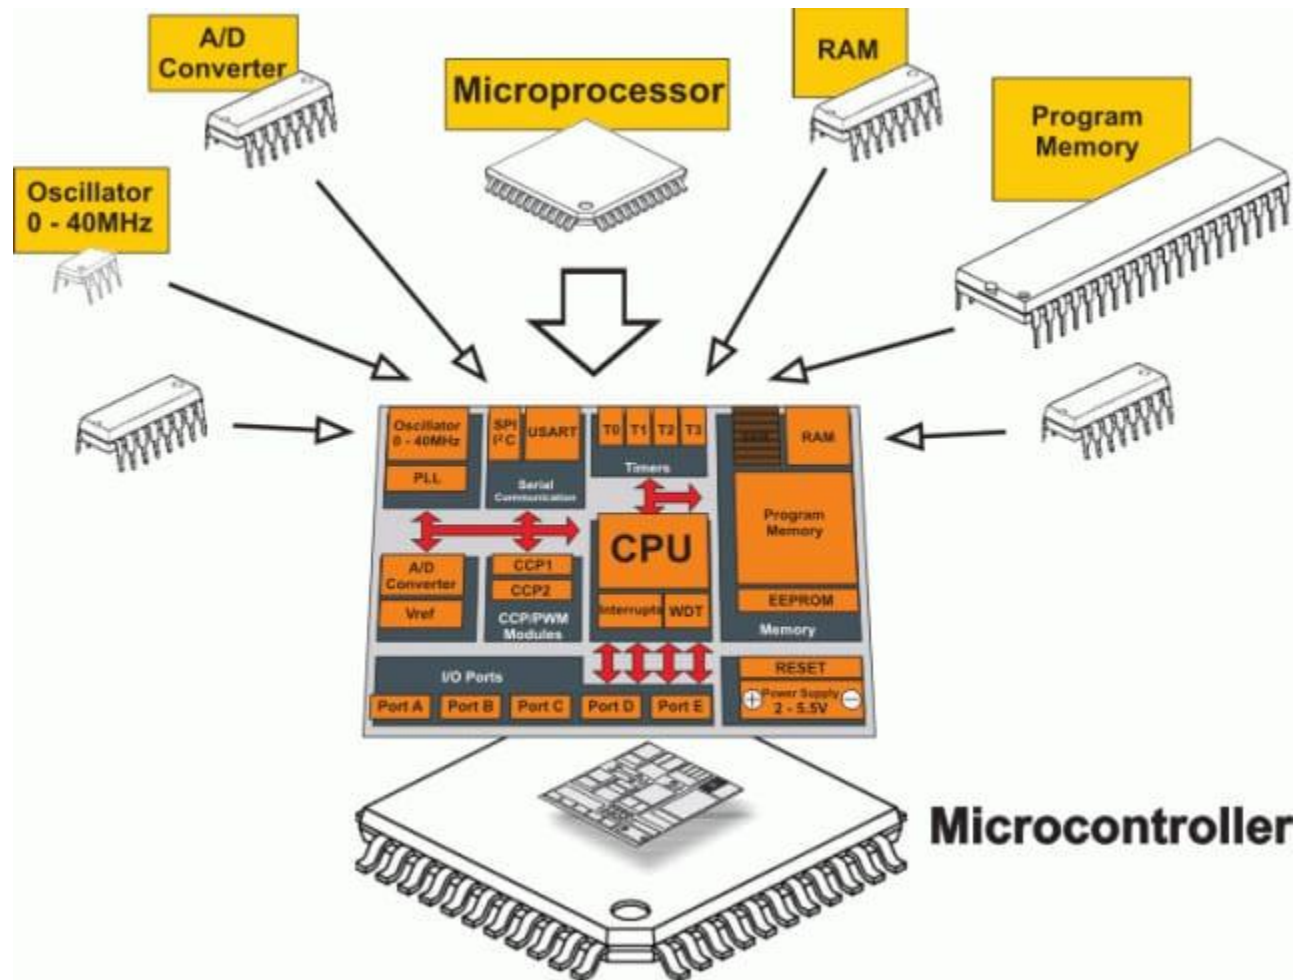 A/D
Converter
Microprocessor
RAM
Program
Memory
Oscillator
0 - 40MHz
Oscillator
0 - 40MHz
PLL
SPI
I²C
USART
Serial
Communication
T0 T1 T2 T3
Timers
RAM
Program
Memory
EEPROM
Memory
A/D
Converter
Vref
CCP1
CCP2
CCP/PWM
Modules
CPU
Interrupts
WDT
I/O Ports
Port A Port B Port C Port D Port E
RESET
Power Supply
2 - 5.5V
Microcontroller